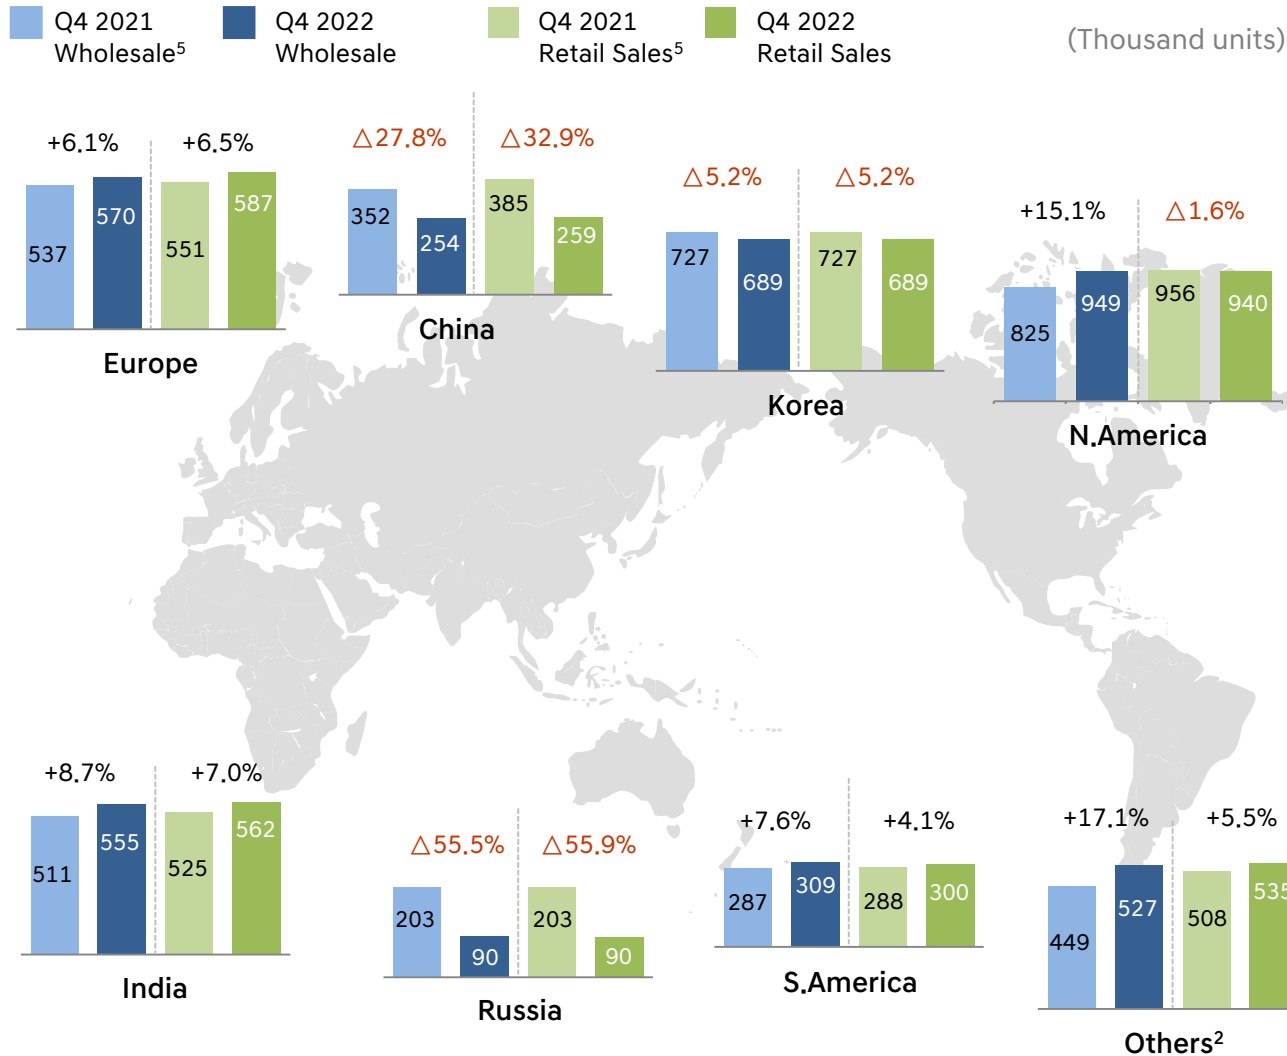 Q4 2021 Wholesale⁵
Q4 2022 Wholesale
Q4 2021 Retail Sales⁵
Q4 2022 Retail Sales
(Thousand units)
+6.1% +6.5%
537 570 551 587
Europe
△27.8% △32.9%
352 254 385 259
China
△5.2% △5.2%
727 689 727 689
Korea
+15.1% △1.6%
825 949 956 940
N.America
+8.7% +7.0%
511 555 525 562
India
△55.5% △55.9%
203 90 203 90
Russia
+7.6% +4.1%
287 309 288 300
S.America
+17.1% +5.5%
449 527 508 535
Others²